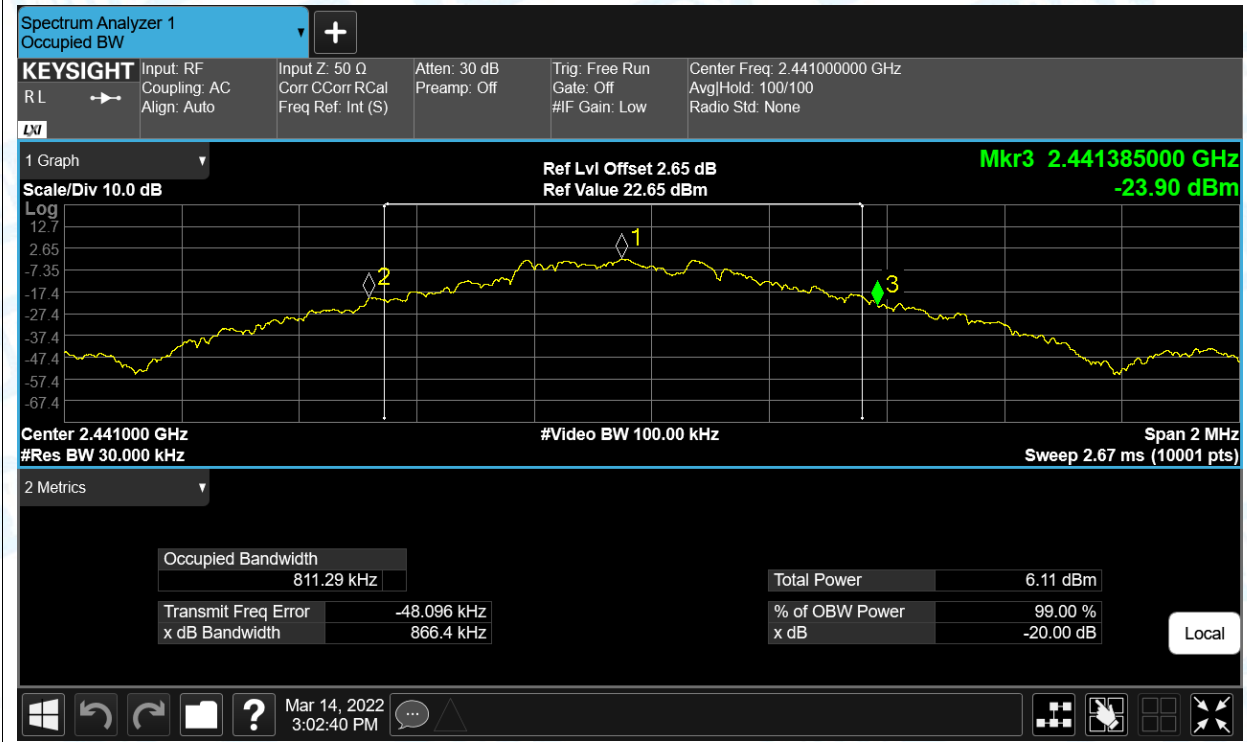 Spectrum Analyzer 1
Occupied BW
KEYSIGHT
R L
LXI
Input: RF
Coupling: AC
Align: Auto
Input Z: 50 Ω
Corr CCorr RCal
Freq Ref: Int (S)
Atten: 30 dB
Preamp: Off
Trig: Free Run
Gate: Off
#IF Gain: Low
Center Freq: 2.441000000 GHz
Avg|Hold: 100/100
Radio Std: None
1 Graph
Scale/Div 10.0 dB
Ref Lvl Offset 2.65 dB
Ref Value 22.65 dBm
Mkr3 2.441385000 GHz
-23.90 dBm
Log
12.7
2.65
-7.35
-17.4
-27.4
-37.4
-47.4
-57.4
-67.4
1
2
3
Center 2.441000 GHz
#Video BW 100.00 kHz
Span 2 MHz
#Res BW 30.000 kHz
Sweep 2.67 ms (10001 pts)
2 Metrics
Occupied Bandwidth
811.29 kHz
Total Power 6.11 dBm
Transmit Freq Error -48.096 kHz
% of OBW Power 99.00 %
x dB Bandwidth 866.4 kHz
x dB -20.00 dB
Local
?
Mar 14, 2022
3:02:40 PM